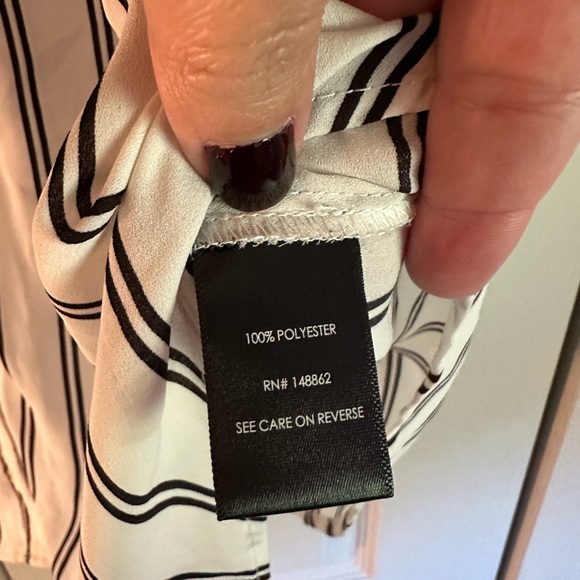 100% POLYESTER
RN# 148862
SEE CARE ON REVERSE